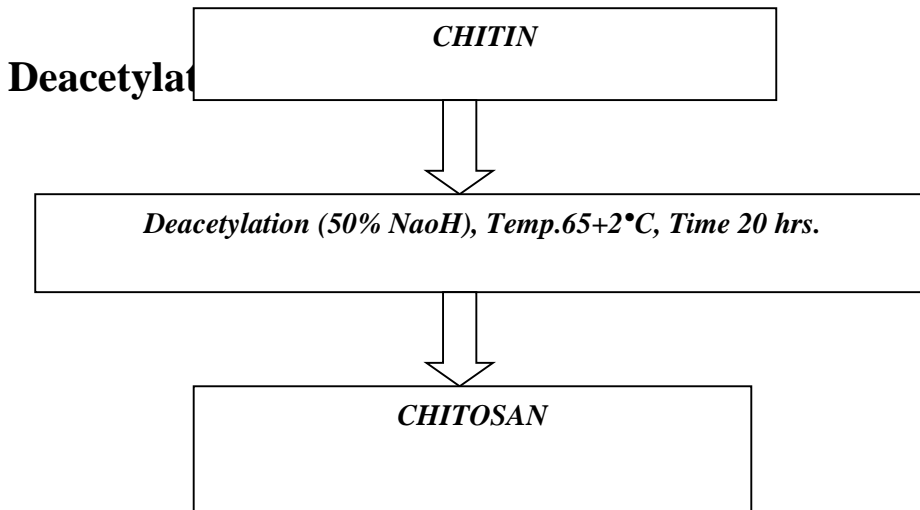 CHITIN
Deacetylat
Deacetylation (50% NaoH), Temp.65+2•C, Time 20 hrs.
CHITOSAN